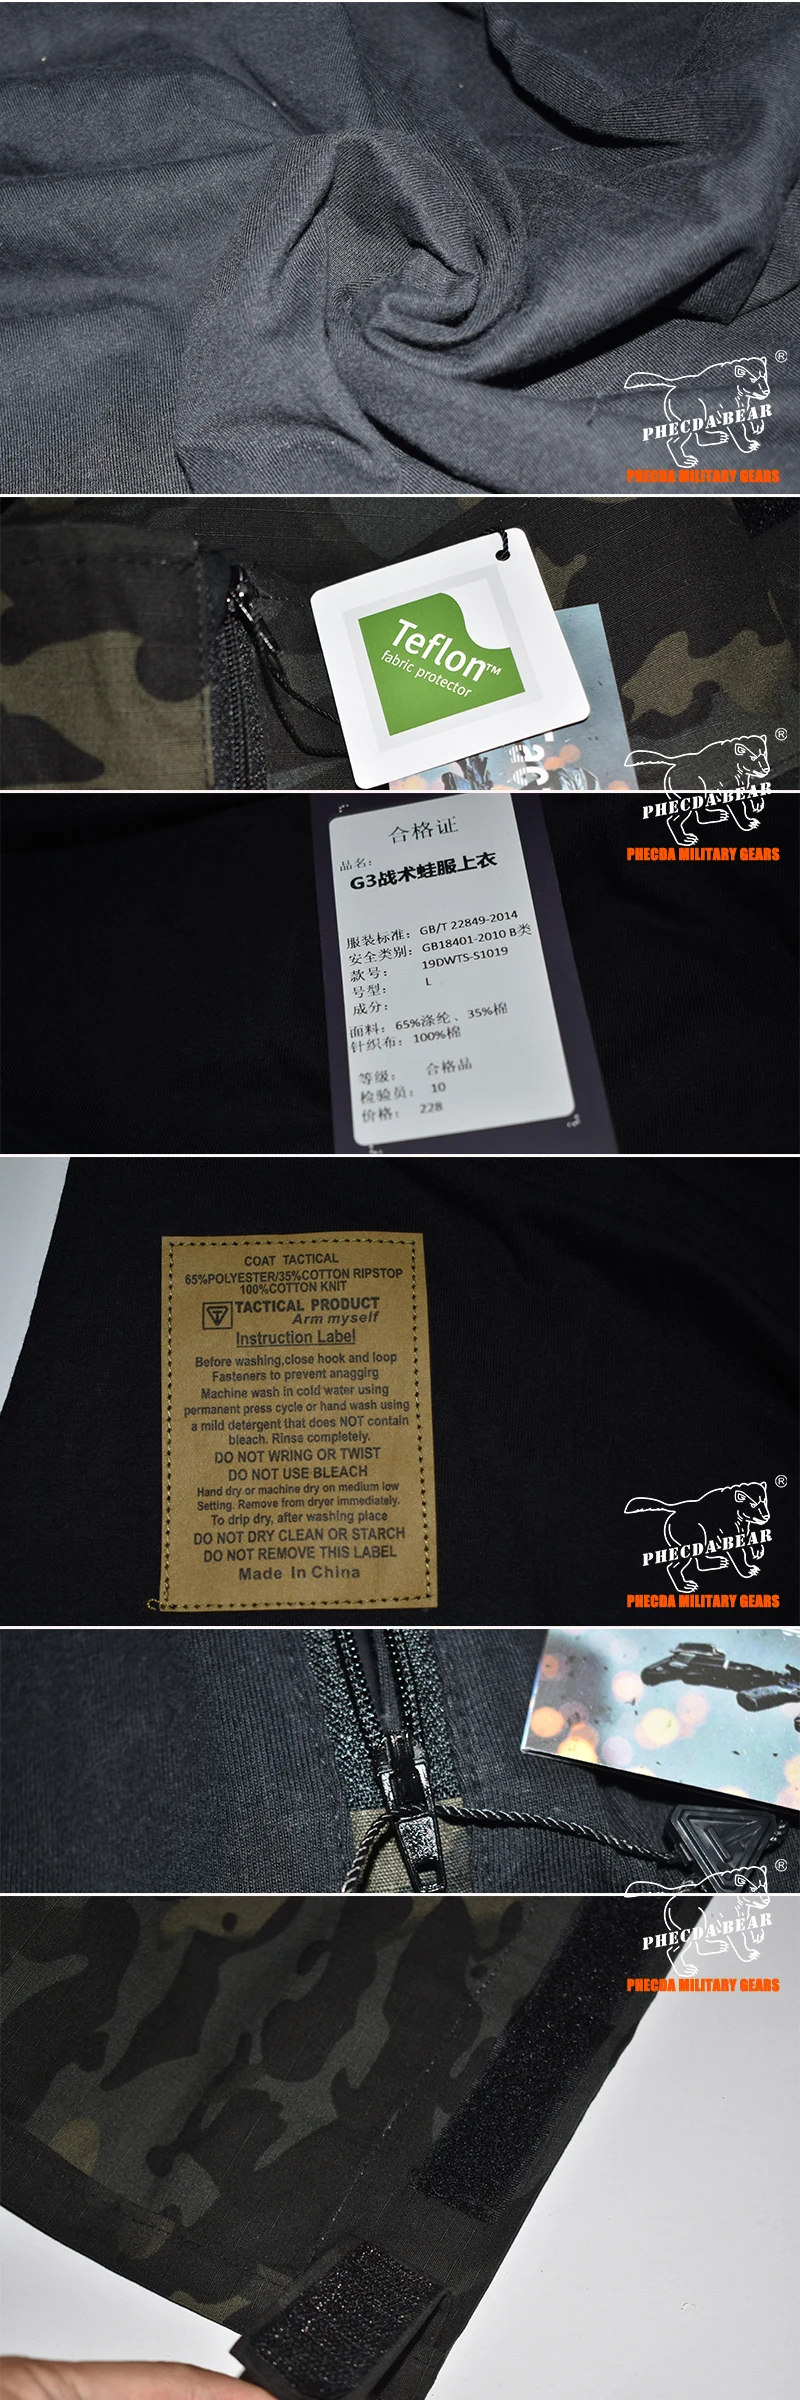 ®
PHECDA BEAR
PHECDA MILITARY GEARS
Teflon™
fabric protector
®
PHECDA BEAR
PHECDA MILITARY GEARS
合格证
品名：
G3战术蛙服上衣
服装标准： GB/T 22849-2014
安全类别： GB18401-2010 B类
款号： 19DWTS-S1019
号型： L
成分：
面料：65%涤纶、35%棉
针织布：100%棉
等级： 合格品
检验员： 10
价格： 228
COAT TACTICAL
65%POLYESTER/35%COTTON RIPSTOP
100%COTTON KNIT
TACTICAL PRODUCT
Arm myself
Instruction Label
Before washing,close hook and loop
Fasteners to prevent anagging
Machine wash in cold water using
permanent press cycle or hand wash using
a mild detergent that does NOT contain
bleach. Rinse completely.
DO NOT WRING OR TWIST
DO NOT USE BLEACH
Hand dry or machine dry on medium low
Setting. Remove from dryer immediately.
To drip dry, after washing place
DO NOT DRY CLEAN OR STARCH
DO NOT REMOVE THIS LABEL
Made In China
®
PHECDA BEAR
PHECDA MILITARY GEARS
®
PHECDA BEAR
PHECDA MILITARY GEARS